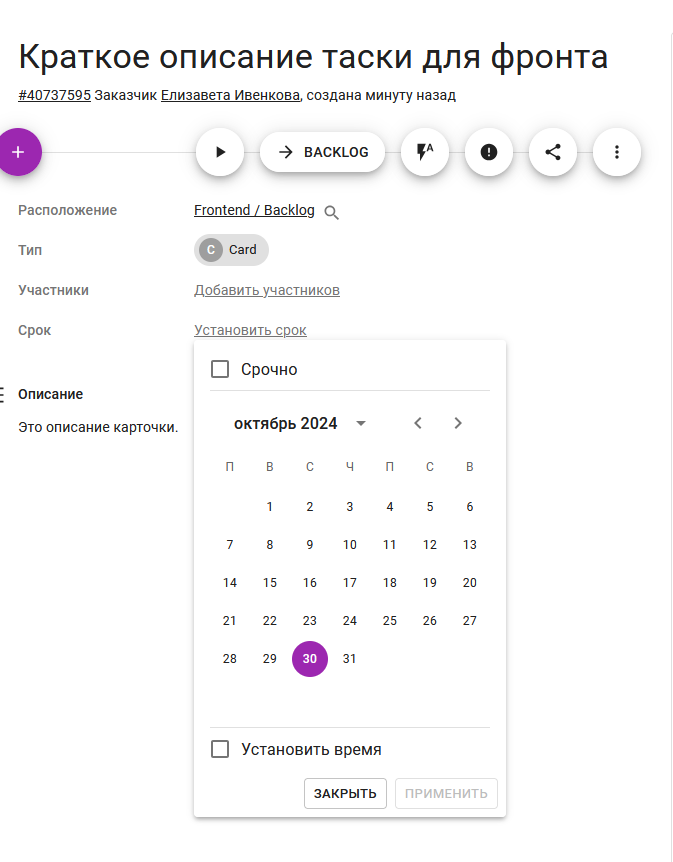 Краткое описание таски для фронта
#40737595 Заказчик Елизавета Ивенкова, создана минуту назад
+ → BACKLOG A
Расположение Frontend / Backlog
Тип C Card
Участники Добавить участников
Срок Установить срок
Срочно
Описание
октябрь 2024
Это описание карточки.
П В С Ч П С В
1 2 3 4 5 6
7 8 9 10 11 12 13
14 15 16 17 18 19 20
21 22 23 24 25 26 27
28 29 30 31
Установить время
ЗАКРЫТЬ ПРИМЕНИТЬ